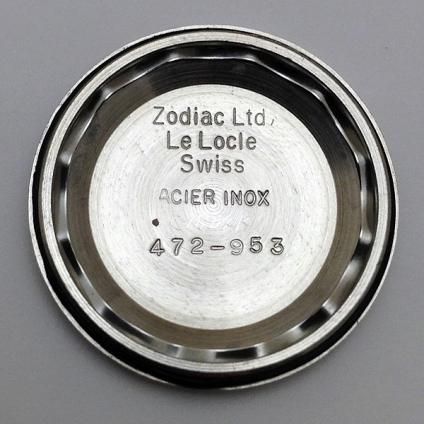 Zodiac Ltd,
Le Locle
Swiss
ACIER INOX
472-953